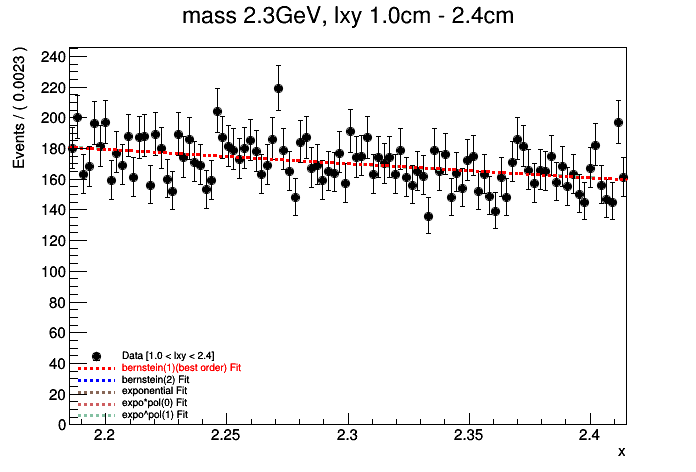 mass 2.3GeV, lxy 1.0cm - 2.4cm
Events / ( 0.0023 )
240
220
200
180
160
140
120
100
80
60
40
20
0
Data [1.0 < lxy < 2.4]
bernstein(1)(best order) Fit
bernstein(2) Fit
exponential Fit
expo*pol(0) Fit
expo*pol(1) Fit
2.2 2.25 2.3 2.35 2.4
x